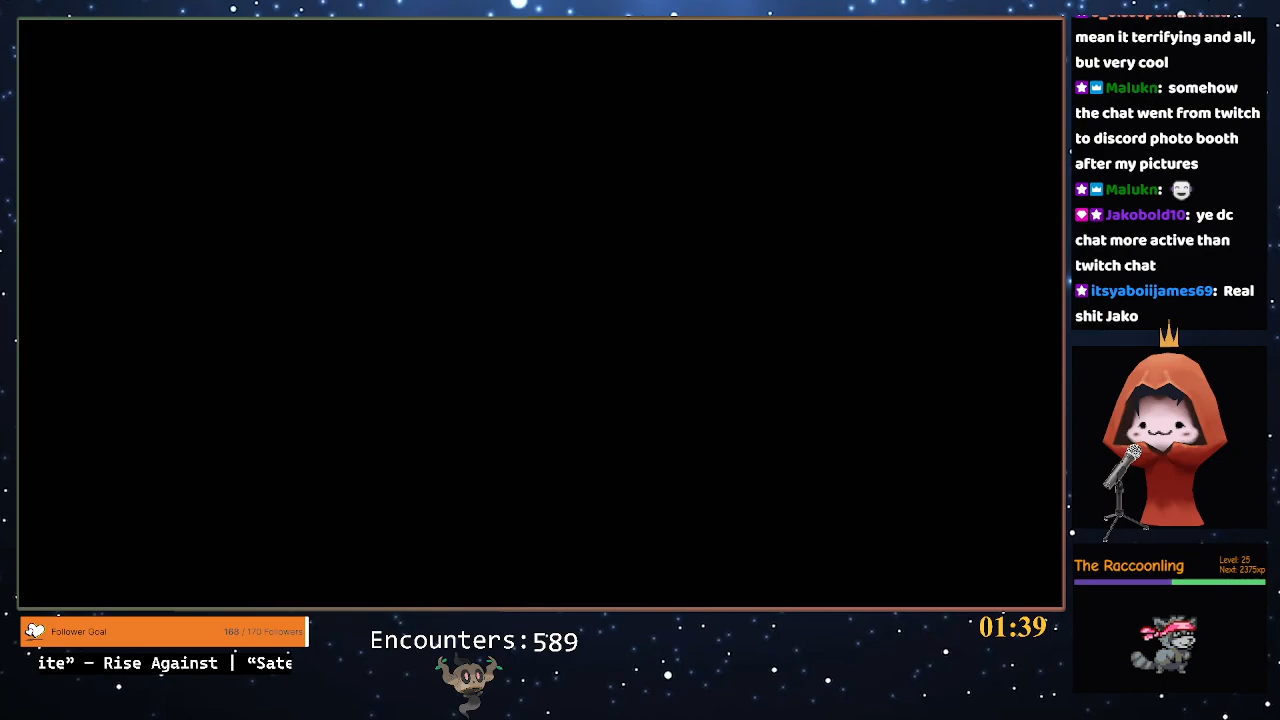 mean it terrifying and all,
but very cool
Malukn: somehow
the chat went from twitch
to discord photo booth
after my pictures
Malukn:
Jakobold10: ye dc
chat more active than
twitch chat
itsyaboiijames69: Real
shit Jako
The Raccoonling
Level: 25
Next: 2375xp
Follower Goal
168 / 170 Followers
Encounters:589
01:39
ite” — Rise Against | “Sate